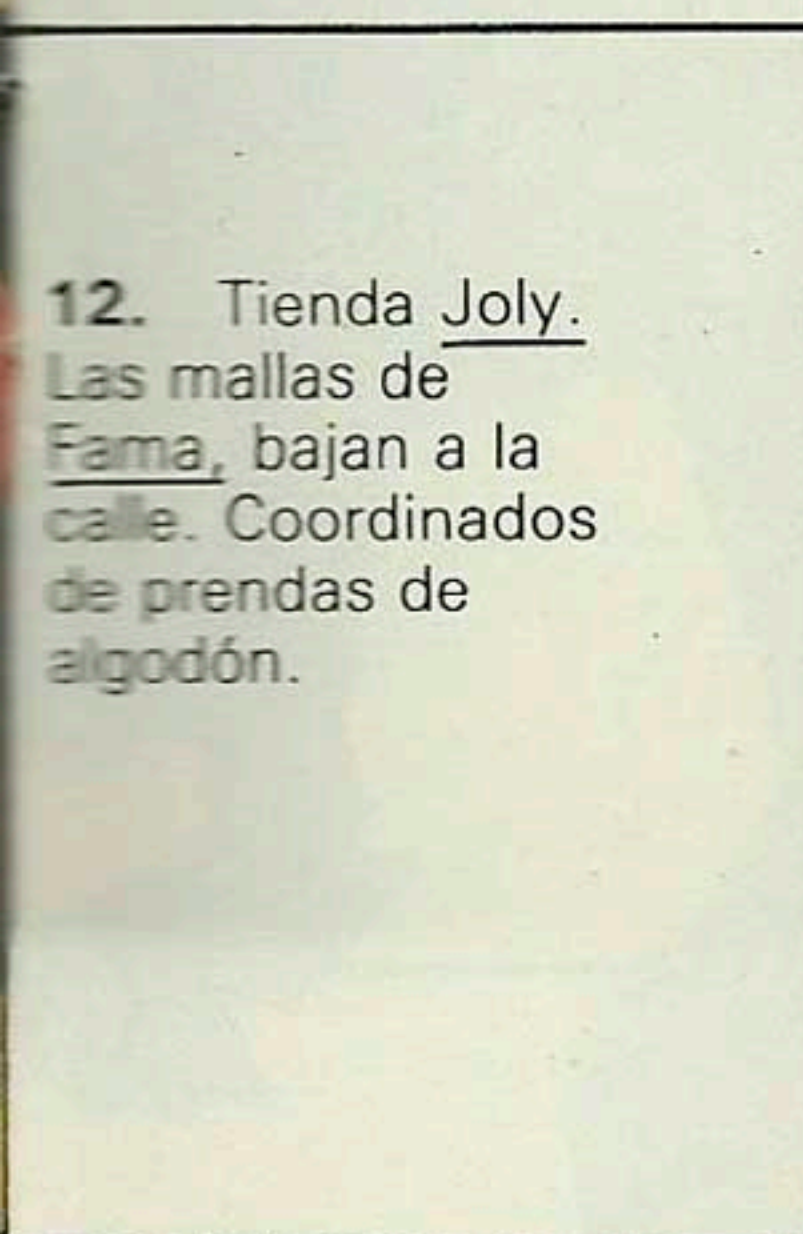 12. Tienda Joly.
Las mallas de
Fama, bajan a la
calle. Coordinados
de prendas de
algodón.